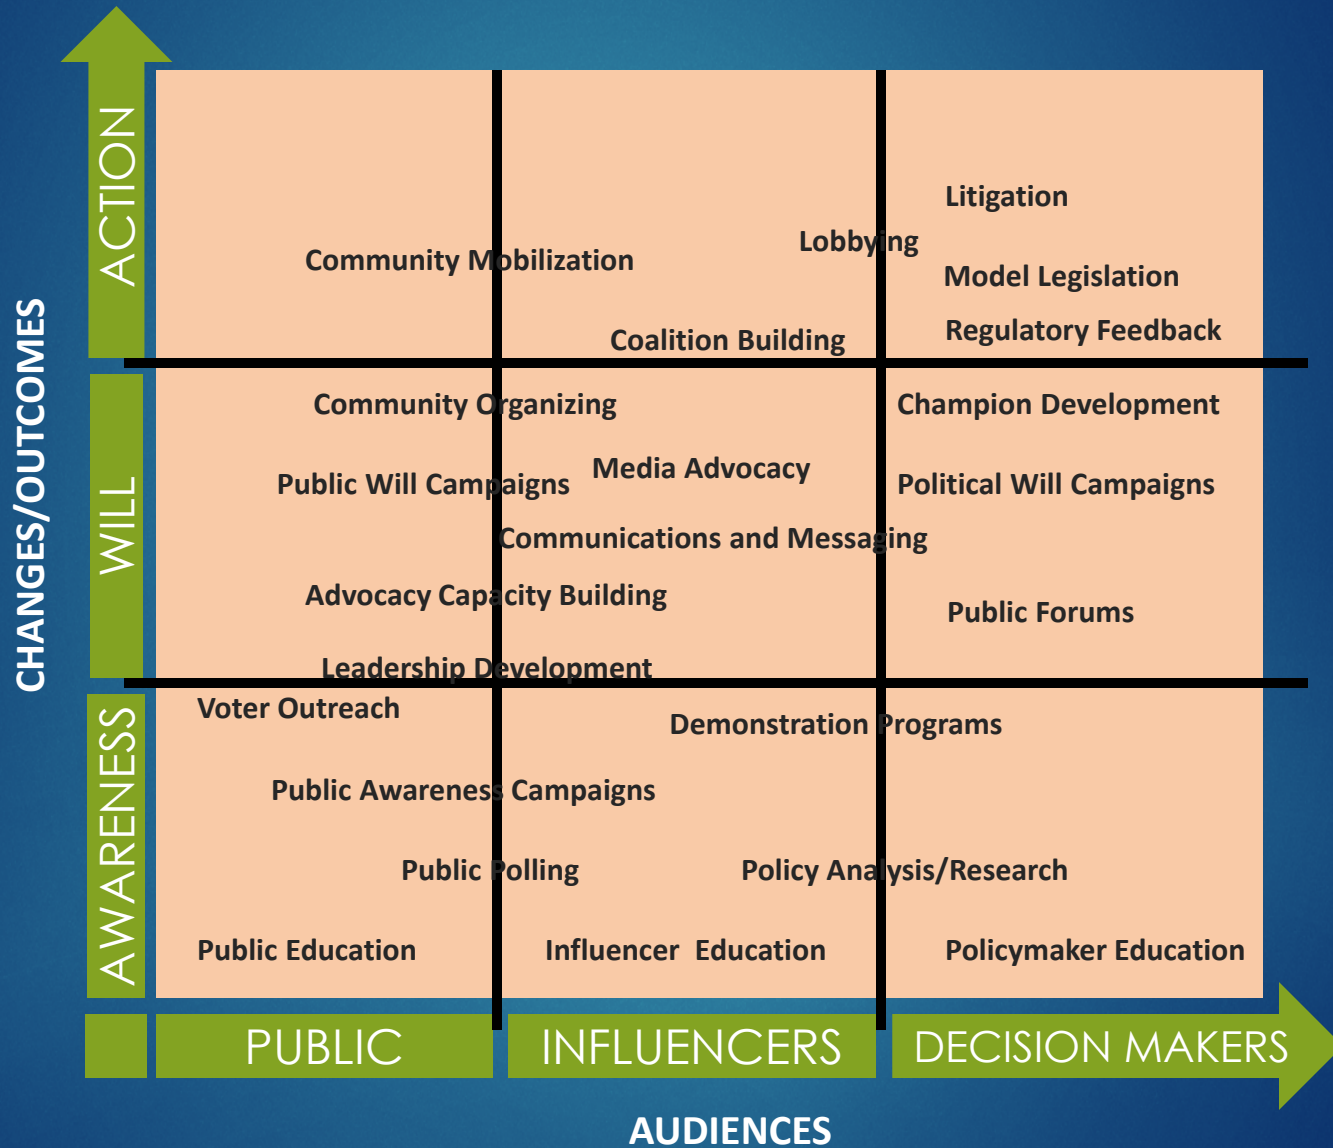 CHANGES/OUTCOMES
ACTION
Litigation
Lobbying
Community Mobilization
Model Legislation
Regulatory Feedback
Coalition Building
WILL
Community Organizing
Champion Development
Media Advocacy
Public Will Campaigns
Political Will Campaigns
Communications and Messaging
Advocacy Capacity Building
Public Forums
Leadership Development
AWARENESS
Voter Outreach
Demonstration Programs
Public Awareness Campaigns
Public Polling
Policy Analysis/Research
Public Education
Influencer  Education
Policymaker Education
PUBLIC
INFLUENCERS
DECISION MAKERS
AUDIENCES